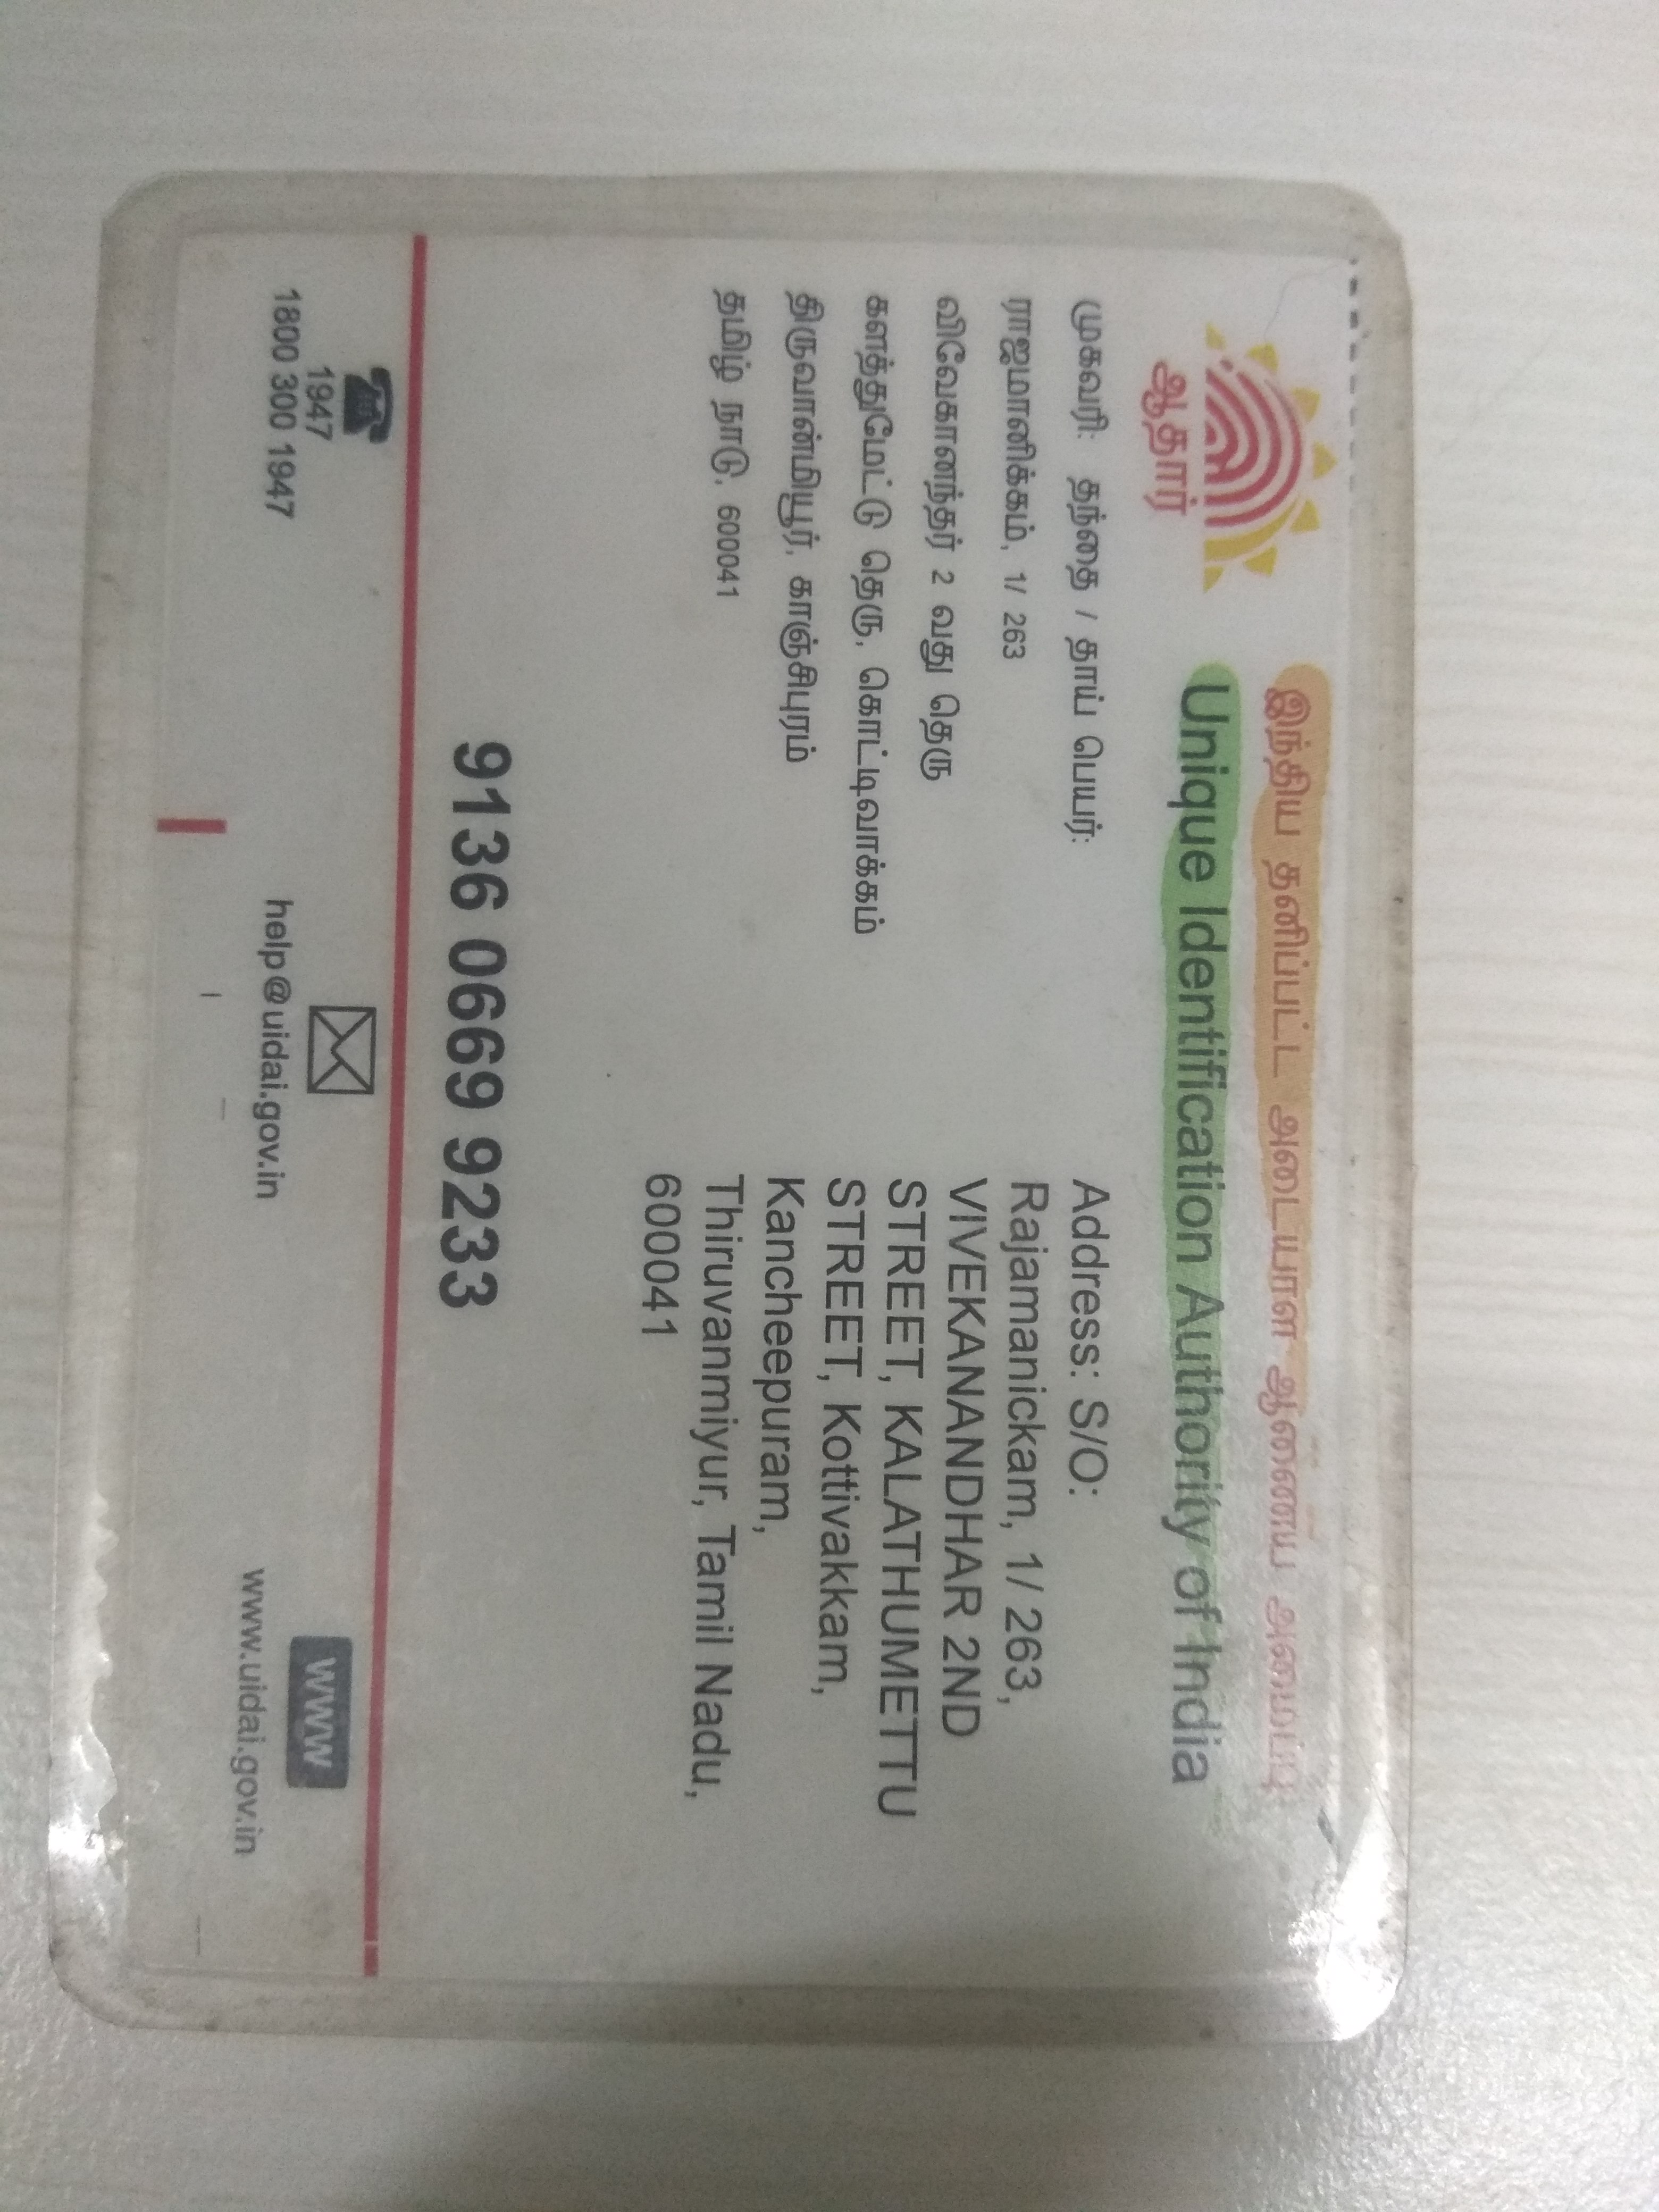 இந்திய தனிப்பட்ட அடையாள ஆணைய அமைப்பு
Unique Identification Authority of India
ஆதார்
முகவரி: தந்தை / தாய் பெயர்:
ராஜமானிக்கம், 1/ 263
விவேகானந்தர் 2 வது தெரு
களத்துமேட்டு தெரு, கொட்டிவாக்கம்
திருவான்மியூர், காஞ்சிபுரம்
தமிழ் நாடு, 600041
Address: S/O:
Rajamanickam, 1/ 263,
VIVEKANANDHAR 2ND
STREET, KALATHUMETTU
STREET, Kottivakkam,
Kancheepuram,
Thiruvanmiyur, Tamil Nadu,
600041
9136 0669 9233
1947
1800 300 1947
help@uidai.gov.in
WWW
www.uidai.gov.in